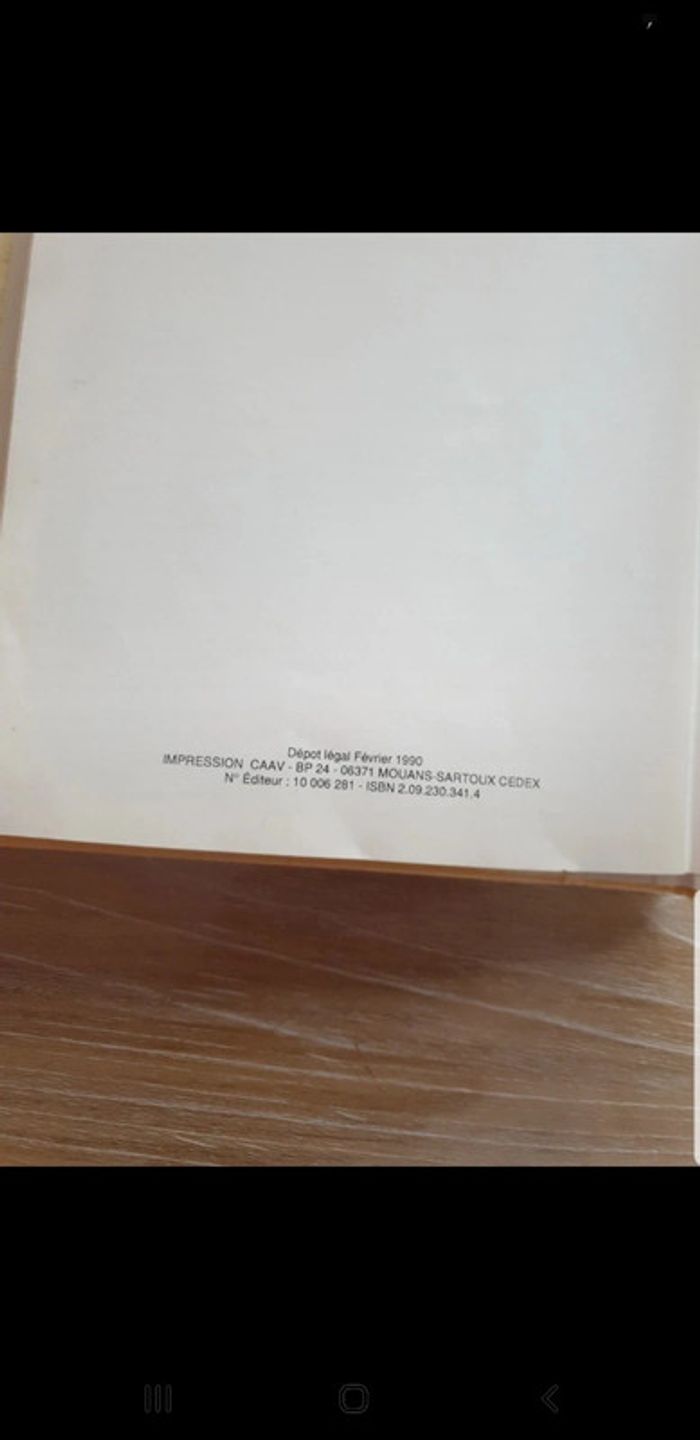 Dépot légal Février 1990
IMPRESSION CAAV - BP 24 - 06371 MOUANS-SARTOUX CEDEX
N° Éditeur : 10 006 281 - ISBN 2.09.230.341.4